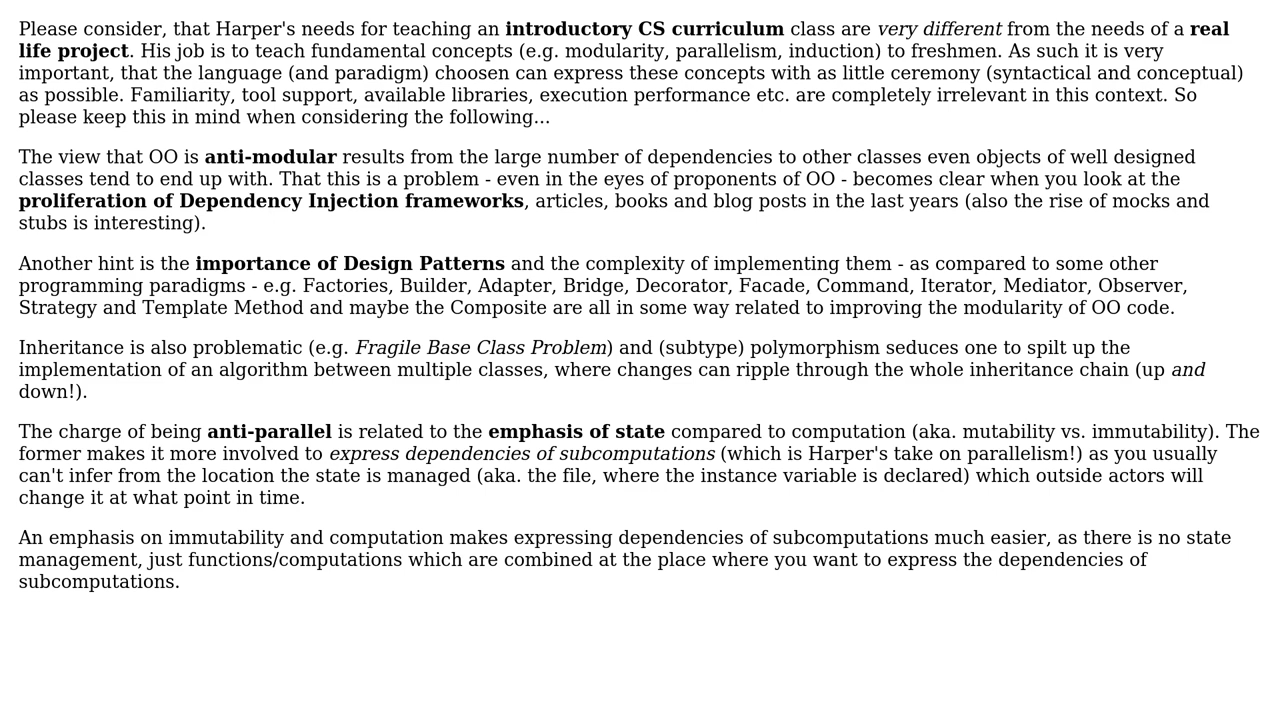 Please consider, that Harper's needs for teaching an introductory CS curriculum class are very different from the needs of a real
life project. His job is to teach fundamental concepts (e.g. modularity, parallelism, induction) to freshmen. As such it is very
important, that the language (and paradigm) choosen can express these concepts with as little ceremony (syntactical and conceptual)
as possible. Familiarity, tool support, available libraries, execution performance etc. are completely irrelevant in this context. So
please keep this in mind when considering the following...
The view that OO is anti-modular results from the large number of dependencies to other classes even objects of well designed
classes tend to end up with. That this is a problem - even in the eyes of proponents of OO - becomes clear when you look at the
proliferation of Dependency Injection frameworks, articles, books and blog posts in the last years (also the rise of mocks and
stubs is interesting).
Another hint is the importance of Design Patterns and the complexity of implementing them - as compared to some other
programming paradigms - e.g. Factories, Builder, Adapter, Bridge, Decorator, Facade, Command, Iterator, Mediator, Observer,
Strategy and Template Method and maybe the Composite are all in some way related to improving the modularity of OO code.
Inheritance is also problematic (e.g. Fragile Base Class Problem) and (subtype) polymorphism seduces one to spilt up the
implementation of an algorithm between multiple classes, where changes can ripple through the whole inheritance chain (up and
down!).
The charge of being anti-parallel is related to the emphasis of state compared to computation (aka. mutability vs. immutability). The
former makes it more involved to express dependencies of subcomputations (which is Harper's take on parallelism!) as you usually
can't infer from the location the state is managed (aka. the file, where the instance variable is declared) which outside actors will
change it at what point in time.
An emphasis on immutability and computation makes expressing dependencies of subcomputations much easier, as there is no state
management, just functions/computations which are combined at the place where you want to express the dependencies of
subcomputations.